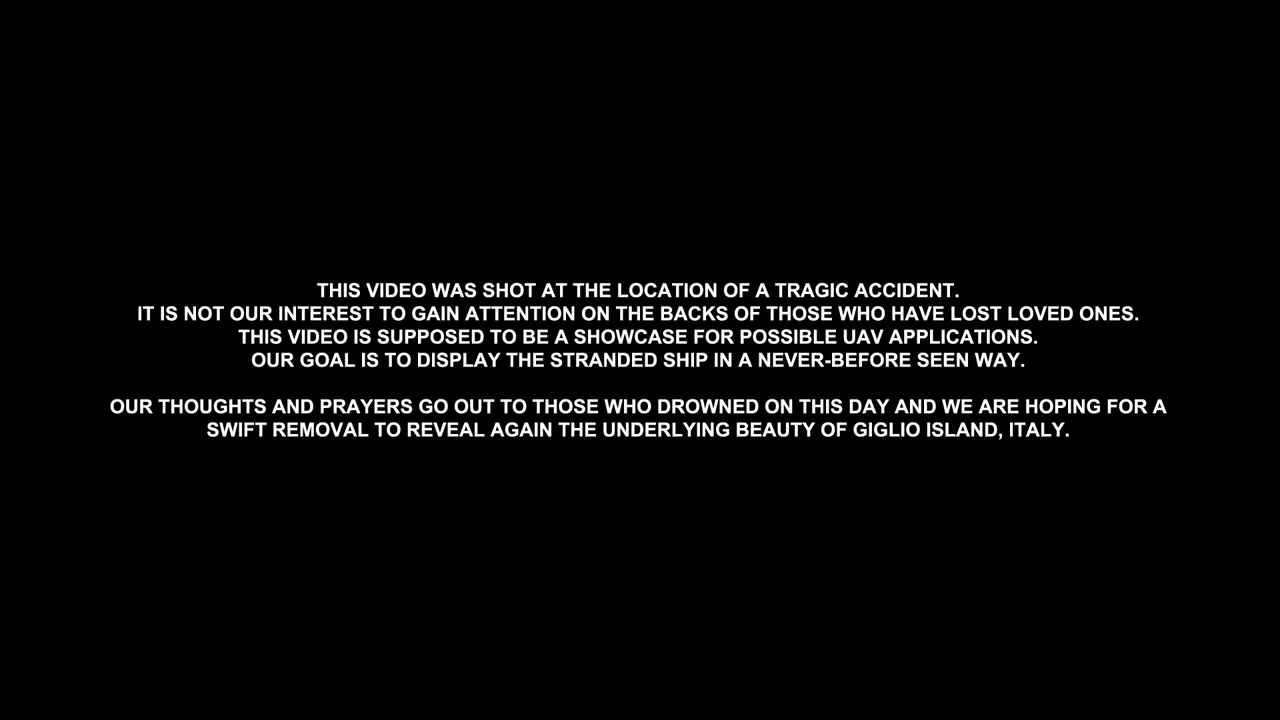 THIS VIDEO WAS SHOT AT THE LOCATION OF A TRAGIC ACCIDENT.
IT IS NOT OUR INTEREST TO GAIN ATTENTION ON THE BACKS OF THOSE WHO HAVE LOST LOVED ONES.
THIS VIDEO IS SUPPOSED TO BE A SHOWCASE FOR POSSIBLE UAV APPLICATIONS.
OUR GOAL IS TO DISPLAY THE STRANDED SHIP IN A NEVER-BEFORE SEEN WAY.
OUR THOUGHTS AND PRAYERS GO OUT TO THOSE WHO DROWNED ON THIS DAY AND WE ARE HOPING FOR A
SWIFT REMOVAL TO REVEAL AGAIN THE UNDERLYING BEAUTY OF GIGLIO ISLAND, ITALY.